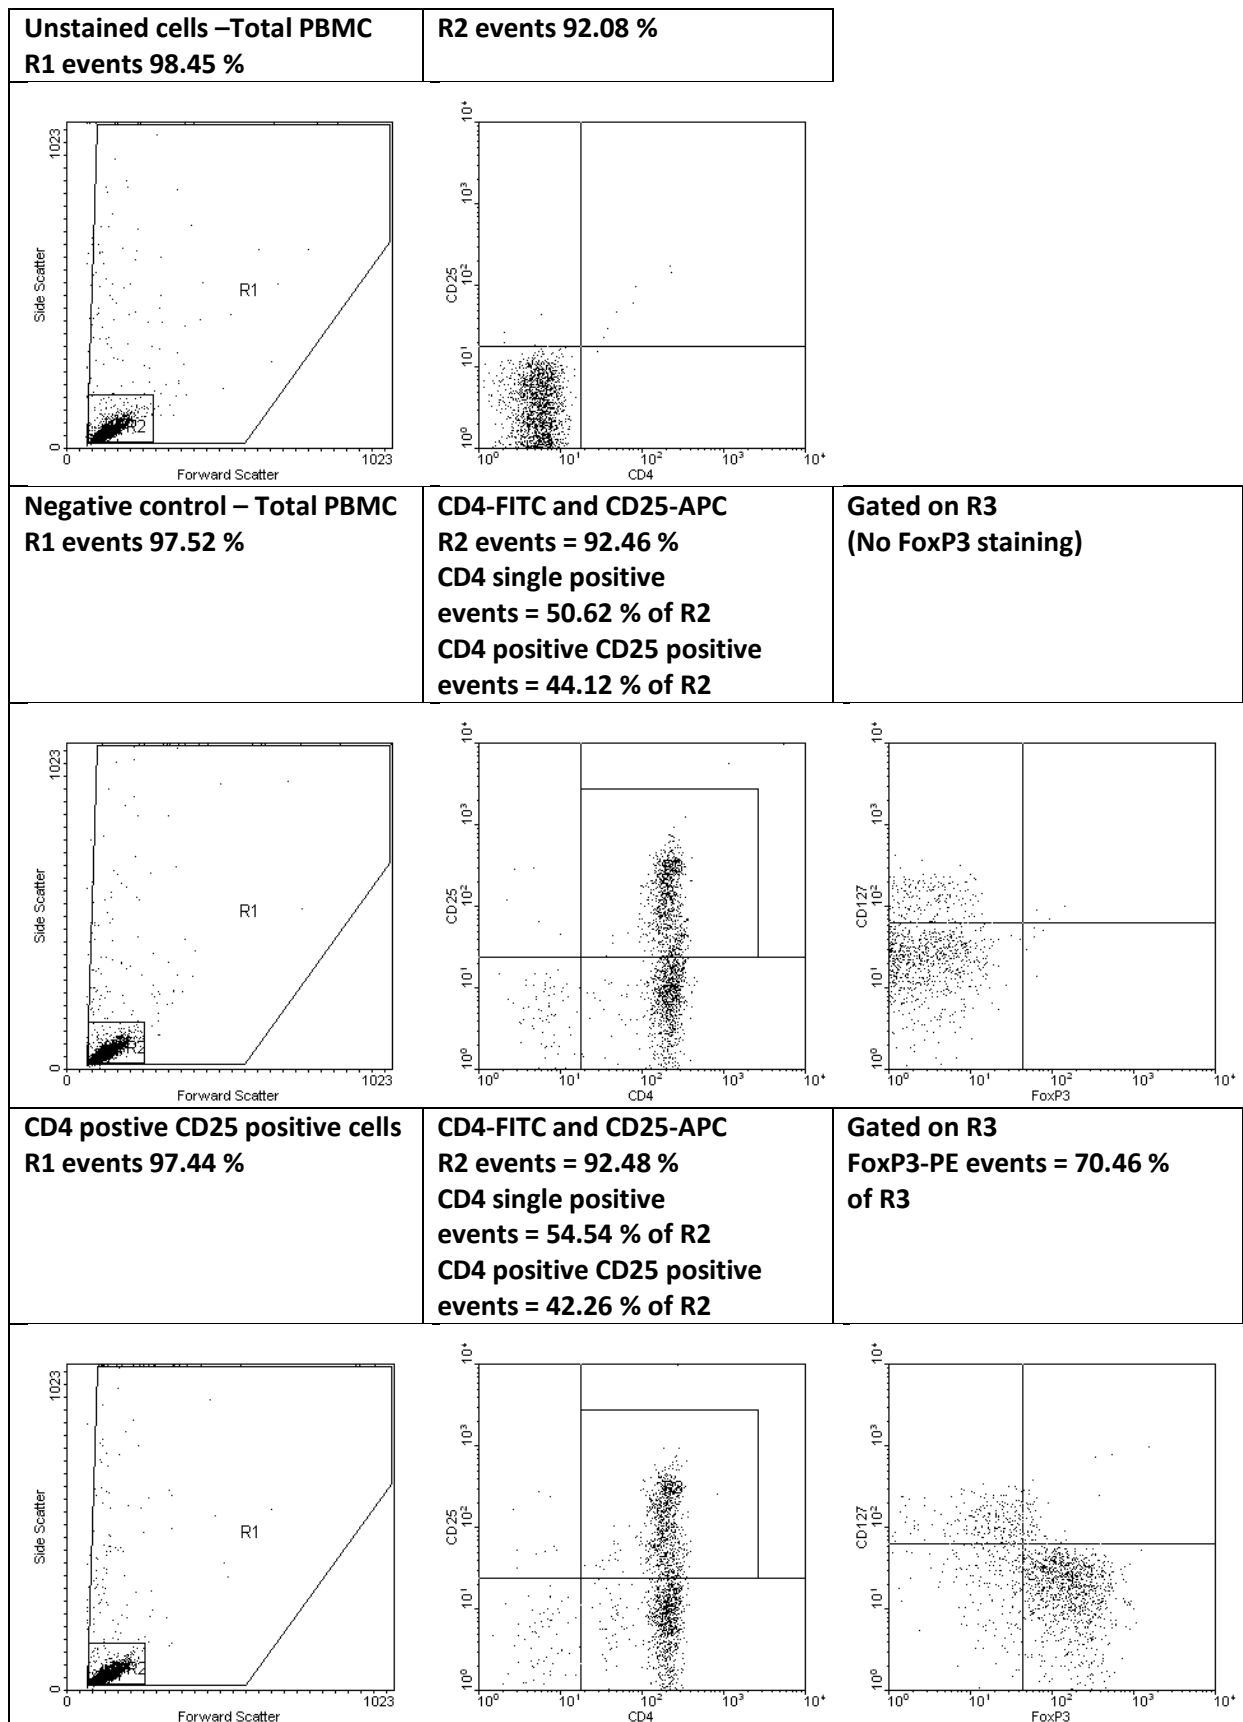 Unstained cells –Total PBMC
R1 events 98.45 %
R2 events 92.08 %
1023
Side Scatter
0
R1
R2
0
1023
Forward Scatter
10⁴
10³
CD25
10²
10¹
10⁰
10⁰
10¹
10²
10³
10⁴
CD4
Negative control – Total PBMC
R1 events 97.52 %
CD4-FITC and CD25-APC
R2 events = 92.46 %
CD4 single positive
events = 50.62 % of R2
CD4 positive CD25 positive
events = 44.12 % of R2
Gated on R3
(No FoxP3 staining)
1023
Side Scatter
0
R1
R2
0
1023
Forward Scatter
10⁴
10³
CD25
10²
10¹
10⁰
10⁰
10¹
10²
10³
10⁴
CD4
10⁴
10³
CD127
10²
10¹
10⁰
10⁰
10¹
10²
10³
10⁴
FoxP3
CD4 postive CD25 positive cells
R1 events 97.44 %
CD4-FITC and CD25-APC
R2 events = 92.48 %
CD4 single positive
events = 54.54 % of R2
CD4 positive CD25 positive
events = 42.26 % of R2
Gated on R3
FoxP3-PE events = 70.46 %
of R3
1023
Side Scatter
0
R1
R2
0
1023
Forward Scatter
10⁴
10³
CD25
10²
10¹
10⁰
10⁰
10¹
10²
10³
10⁴
CD4
10⁴
10³
CD127
10²
10¹
10⁰
10⁰
10¹
10²
10³
10⁴
FoxP3